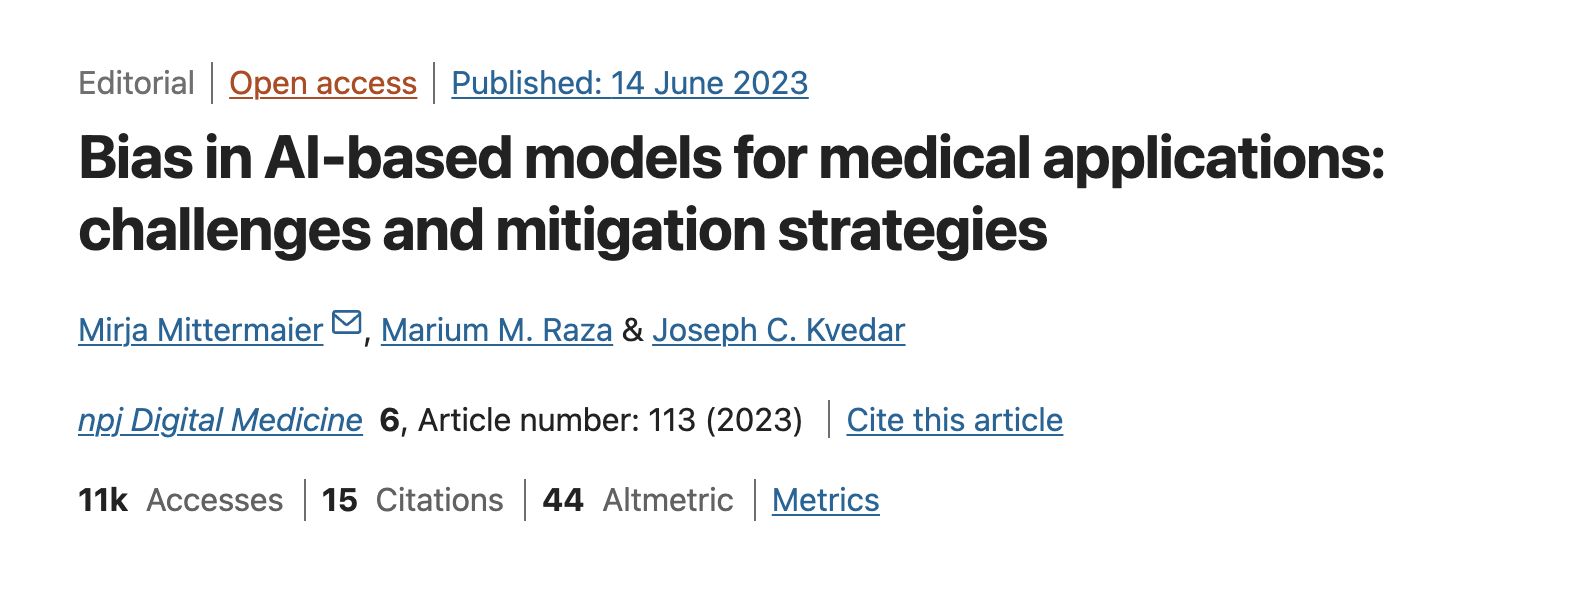 Editorial | Open access | Published: 14 June 2023
Bias in AI-based models for medical applications:
challenges and mitigation strategies
Mirja Mittermaier, Marium M. Raza & Joseph C. Kvedar
npj Digital Medicine 6, Article number: 113 (2023) | Cite this article
11k Accesses | 15 Citations | 44 Altmetric | Metrics